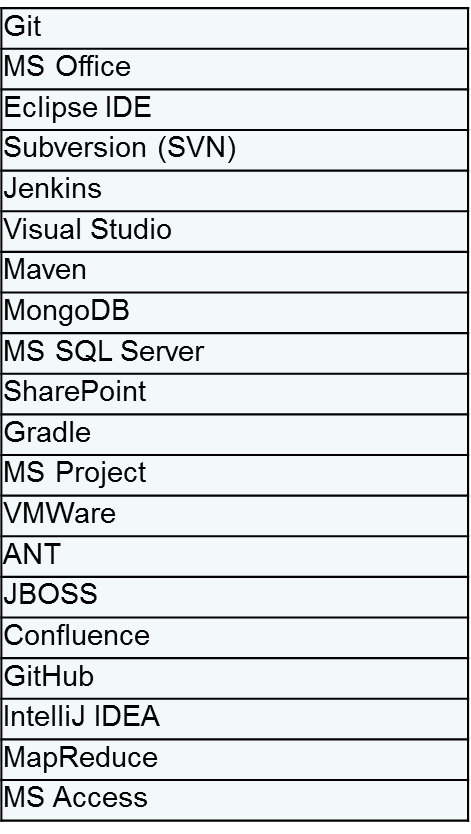 Git
MS Office
Eclipse IDE
Subversion (SVN)
Jenkins
Visual Studio
Maven
MongoDB
MS SQL Server
SharePoint
Gradle
MS Project
VMWare
ANT
JBOSS
Confluence
GitHub
IntelliJ IDEA
MapReduce
MS Access